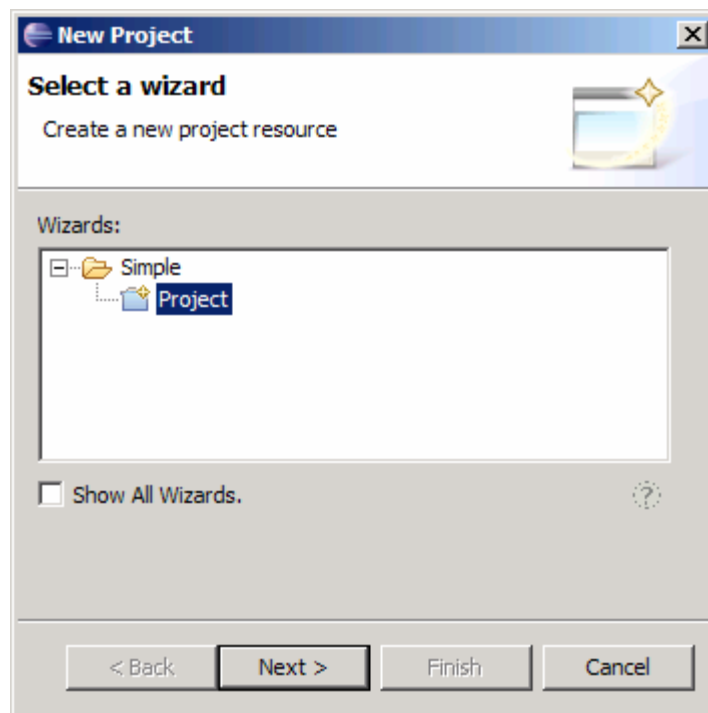 New Project
Select a wizard
Create a new project resource
Wizards:
Simple
Project
Show All Wizards.
< Back Next > Finish Cancel